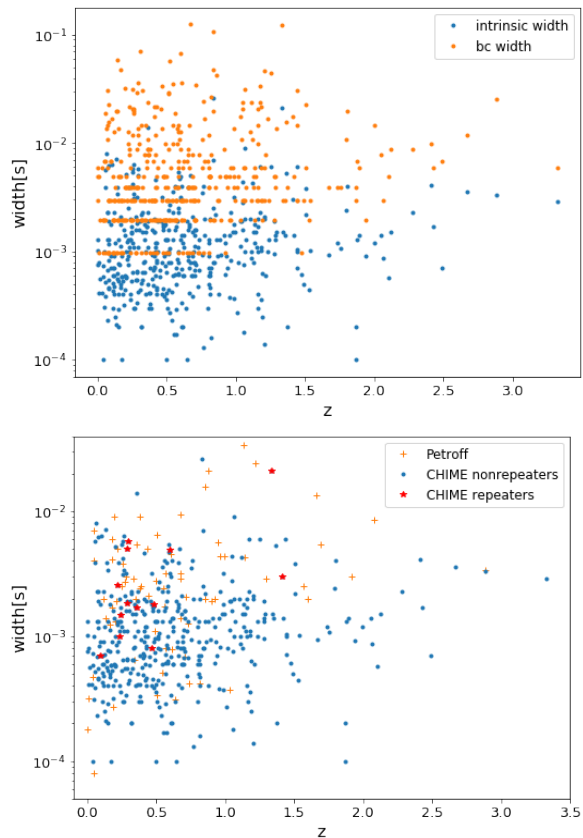 10⁻¹
10⁻²
10⁻³
10⁻⁴
width[s]
intrinsic width
bc width
0.0 0.5 1.0 1.5 2.0 2.5 3.0
z
10⁻²
10⁻³
10⁻⁴
width[s]
Petroff
CHIME nonrepeaters
CHIME repeaters
0.0 0.5 1.0 1.5 2.0 2.5 3.0 3.5
z